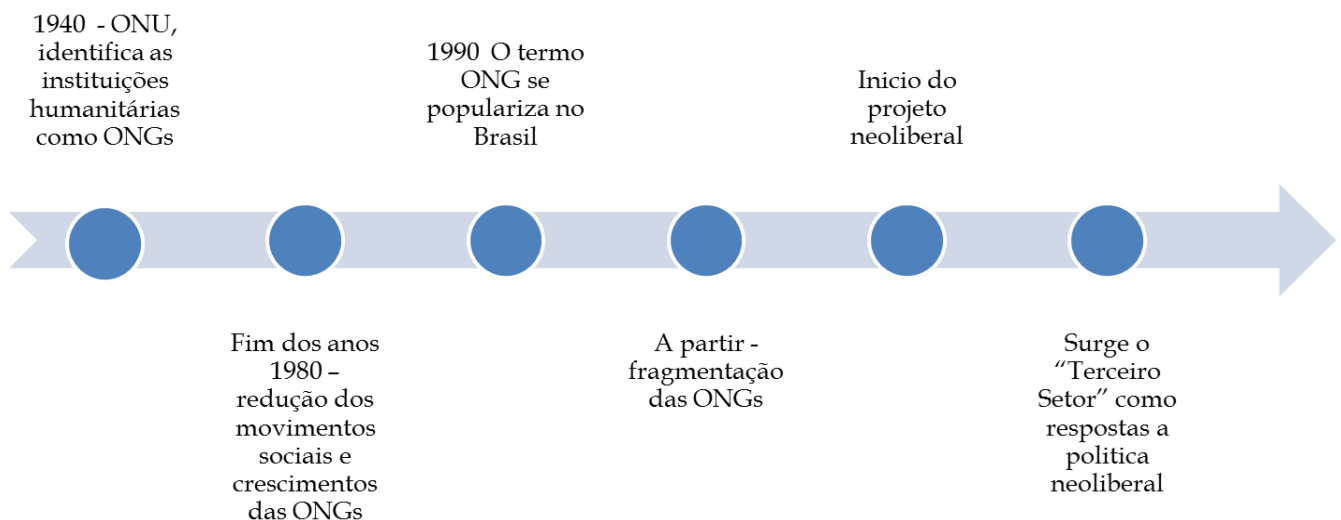 1940 - ONU,
identifica as
instituições
humanitárias
como ONGs
Fim dos anos
1980 –
redução dos
movimentos
sociais e
crescimentos
das ONGs
1990 O termo
ONG se
populariza no
Brasil
A partir -
fragmentação
das ONGs
Inicio do
projeto
neoliberal
Surge o
“Terceiro
Setor” como
respostas a
politica
neoliberal